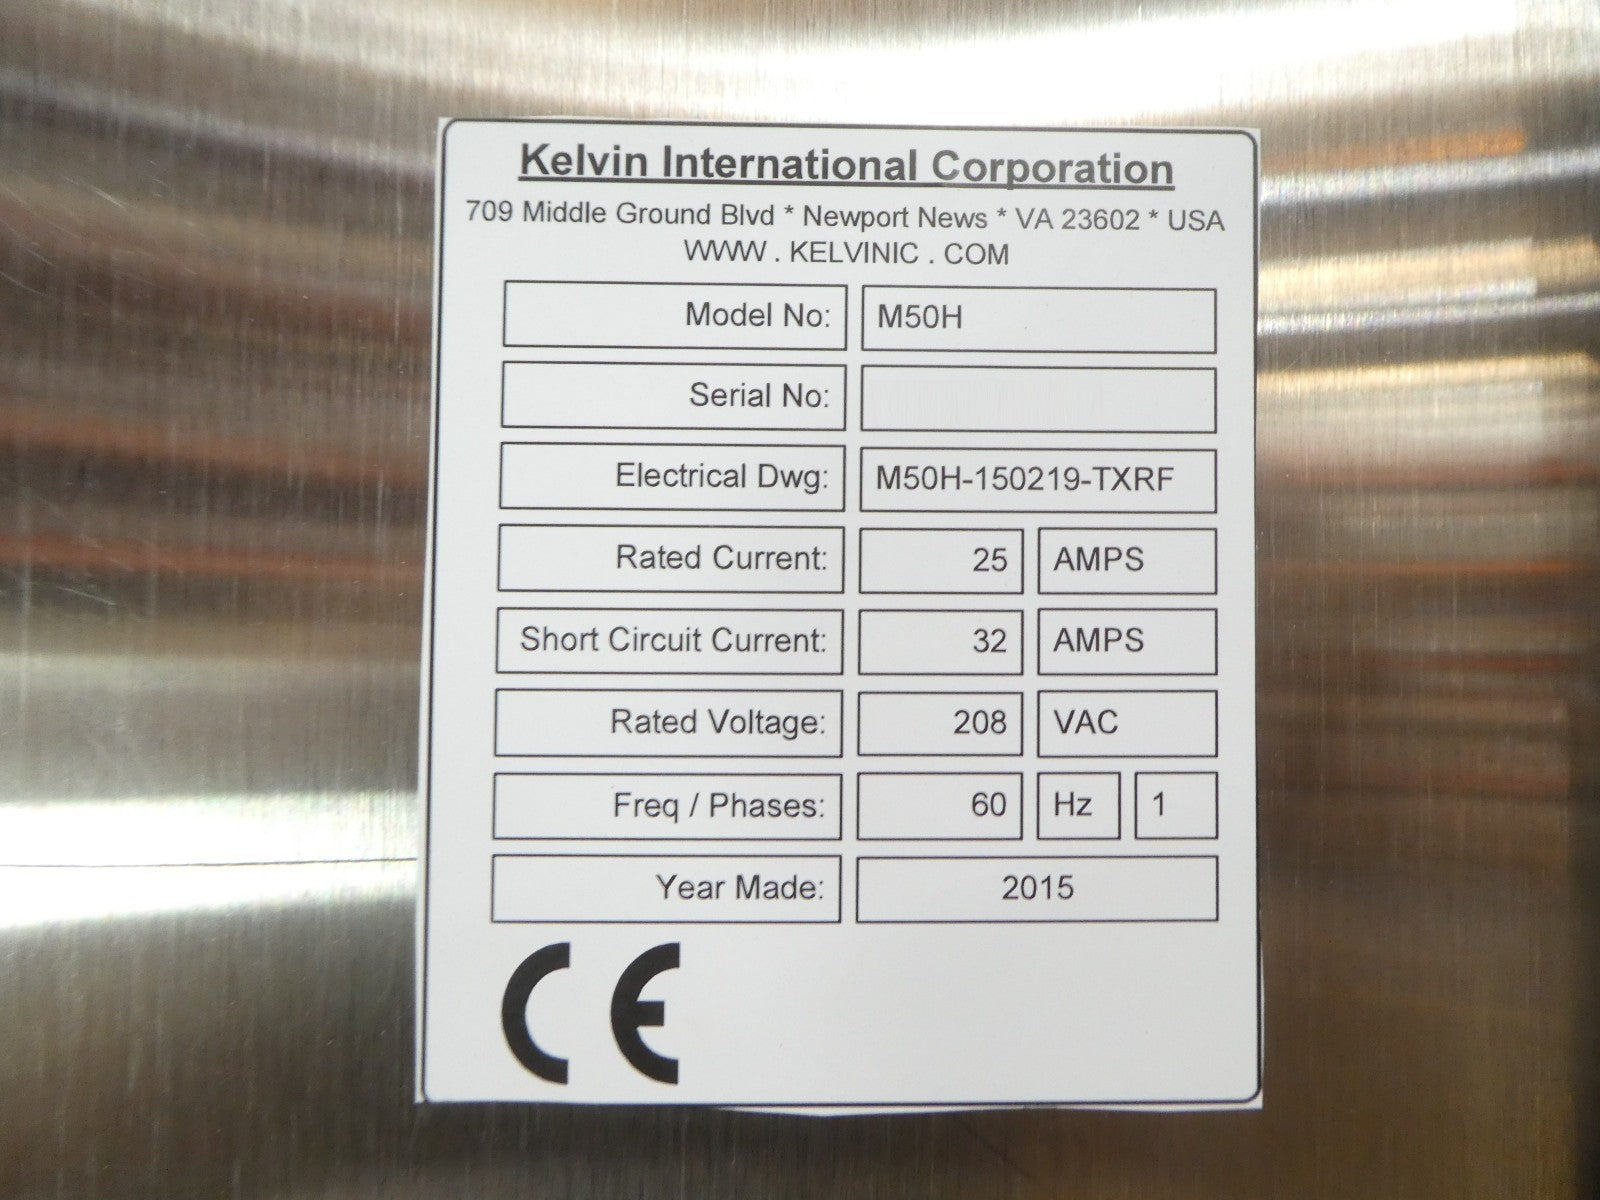 Kelvin International Corporation
709 Middle Ground Blvd * Newport News * VA 23602 * USA
WWW . KELVINIC . COM
Model No: M50H
Serial No:
Electrical Dwg: M50H-150219-TXRF
Rated Current: 25 AMPS
Short Circuit Current: 32 AMPS
Rated Voltage: 208 VAC
Freq / Phases: 60 Hz 1
Year Made: 2015
CE